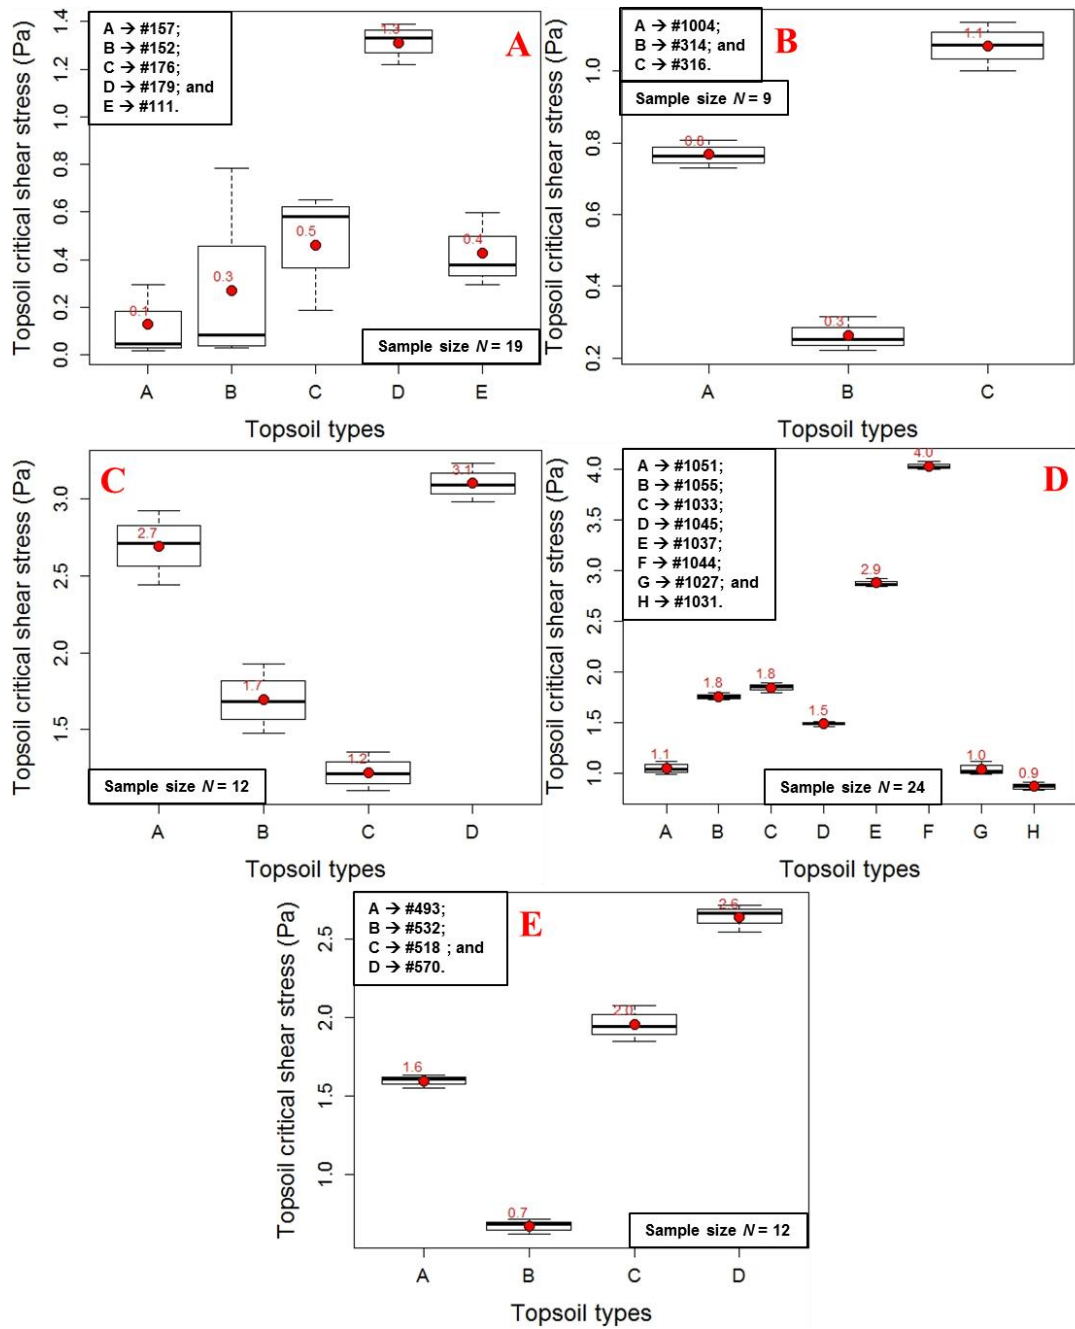 Topsoil critical shear stress (Pa)
0.0 0.2 0.4 0.6 0.8 1.0 1.2 1.4
A → #157;
B → #152;
C → #176;
D → #179; and
E → #111.
A
0.1
0.3
0.5
1.3
0.4
Sample size N = 19
A B C D E
Topsoil types
Topsoil critical shear stress (Pa)
0.2 0.4 0.6 0.8 1.0
A → #1004;
B → #314; and
C → #316.
Sample size N = 9
B
0.8
0.3
1.1
A B C
Topsoil types
Topsoil critical shear stress (Pa)
1.5 2.0 2.5 3.0
C
2.7
1.7
1.2
3.1
Sample size N = 12
A B C D
Topsoil types
Topsoil critical shear stress (Pa)
1.0 1.5 2.0 2.5 3.0 3.5 4.0
A → #1051;
B → #1055;
C → #1033;
D → #1045;
E → #1037;
F → #1044;
G → #1027; and
H → #1031.
D
1.1
1.8
1.8
1.5
2.9
4.0
1.0
0.9
Sample size N = 24
A B C D E F G H
Topsoil types
Topsoil critical shear stress (Pa)
1.0 1.5 2.0 2.5
A → #493;
B → #532;
C → #518 ; and
D → #570.
E
1.6
0.7
2.0
2.6
Sample size N = 12
A B C D
Topsoil types